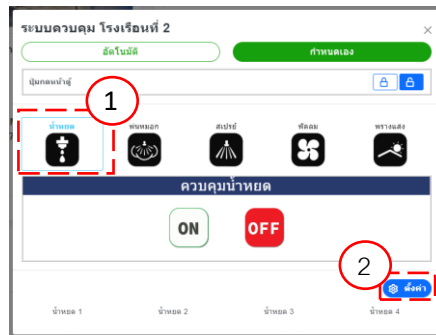 ระบบควบคุม โรงเรือนที่ 2
อัตโนมัติ กำหนดเอง
ปุ่มกดหน้าตู้
1
น้ำหยด พ่นหมอก สเปรย์ พัดลม พรางแสง
ควบคุมน้ำหยด
ON OFF
2
ตั้งค่า
น้ำหยด 1 น้ำหยด 2 น้ำหยด 3 น้ำหยด 4